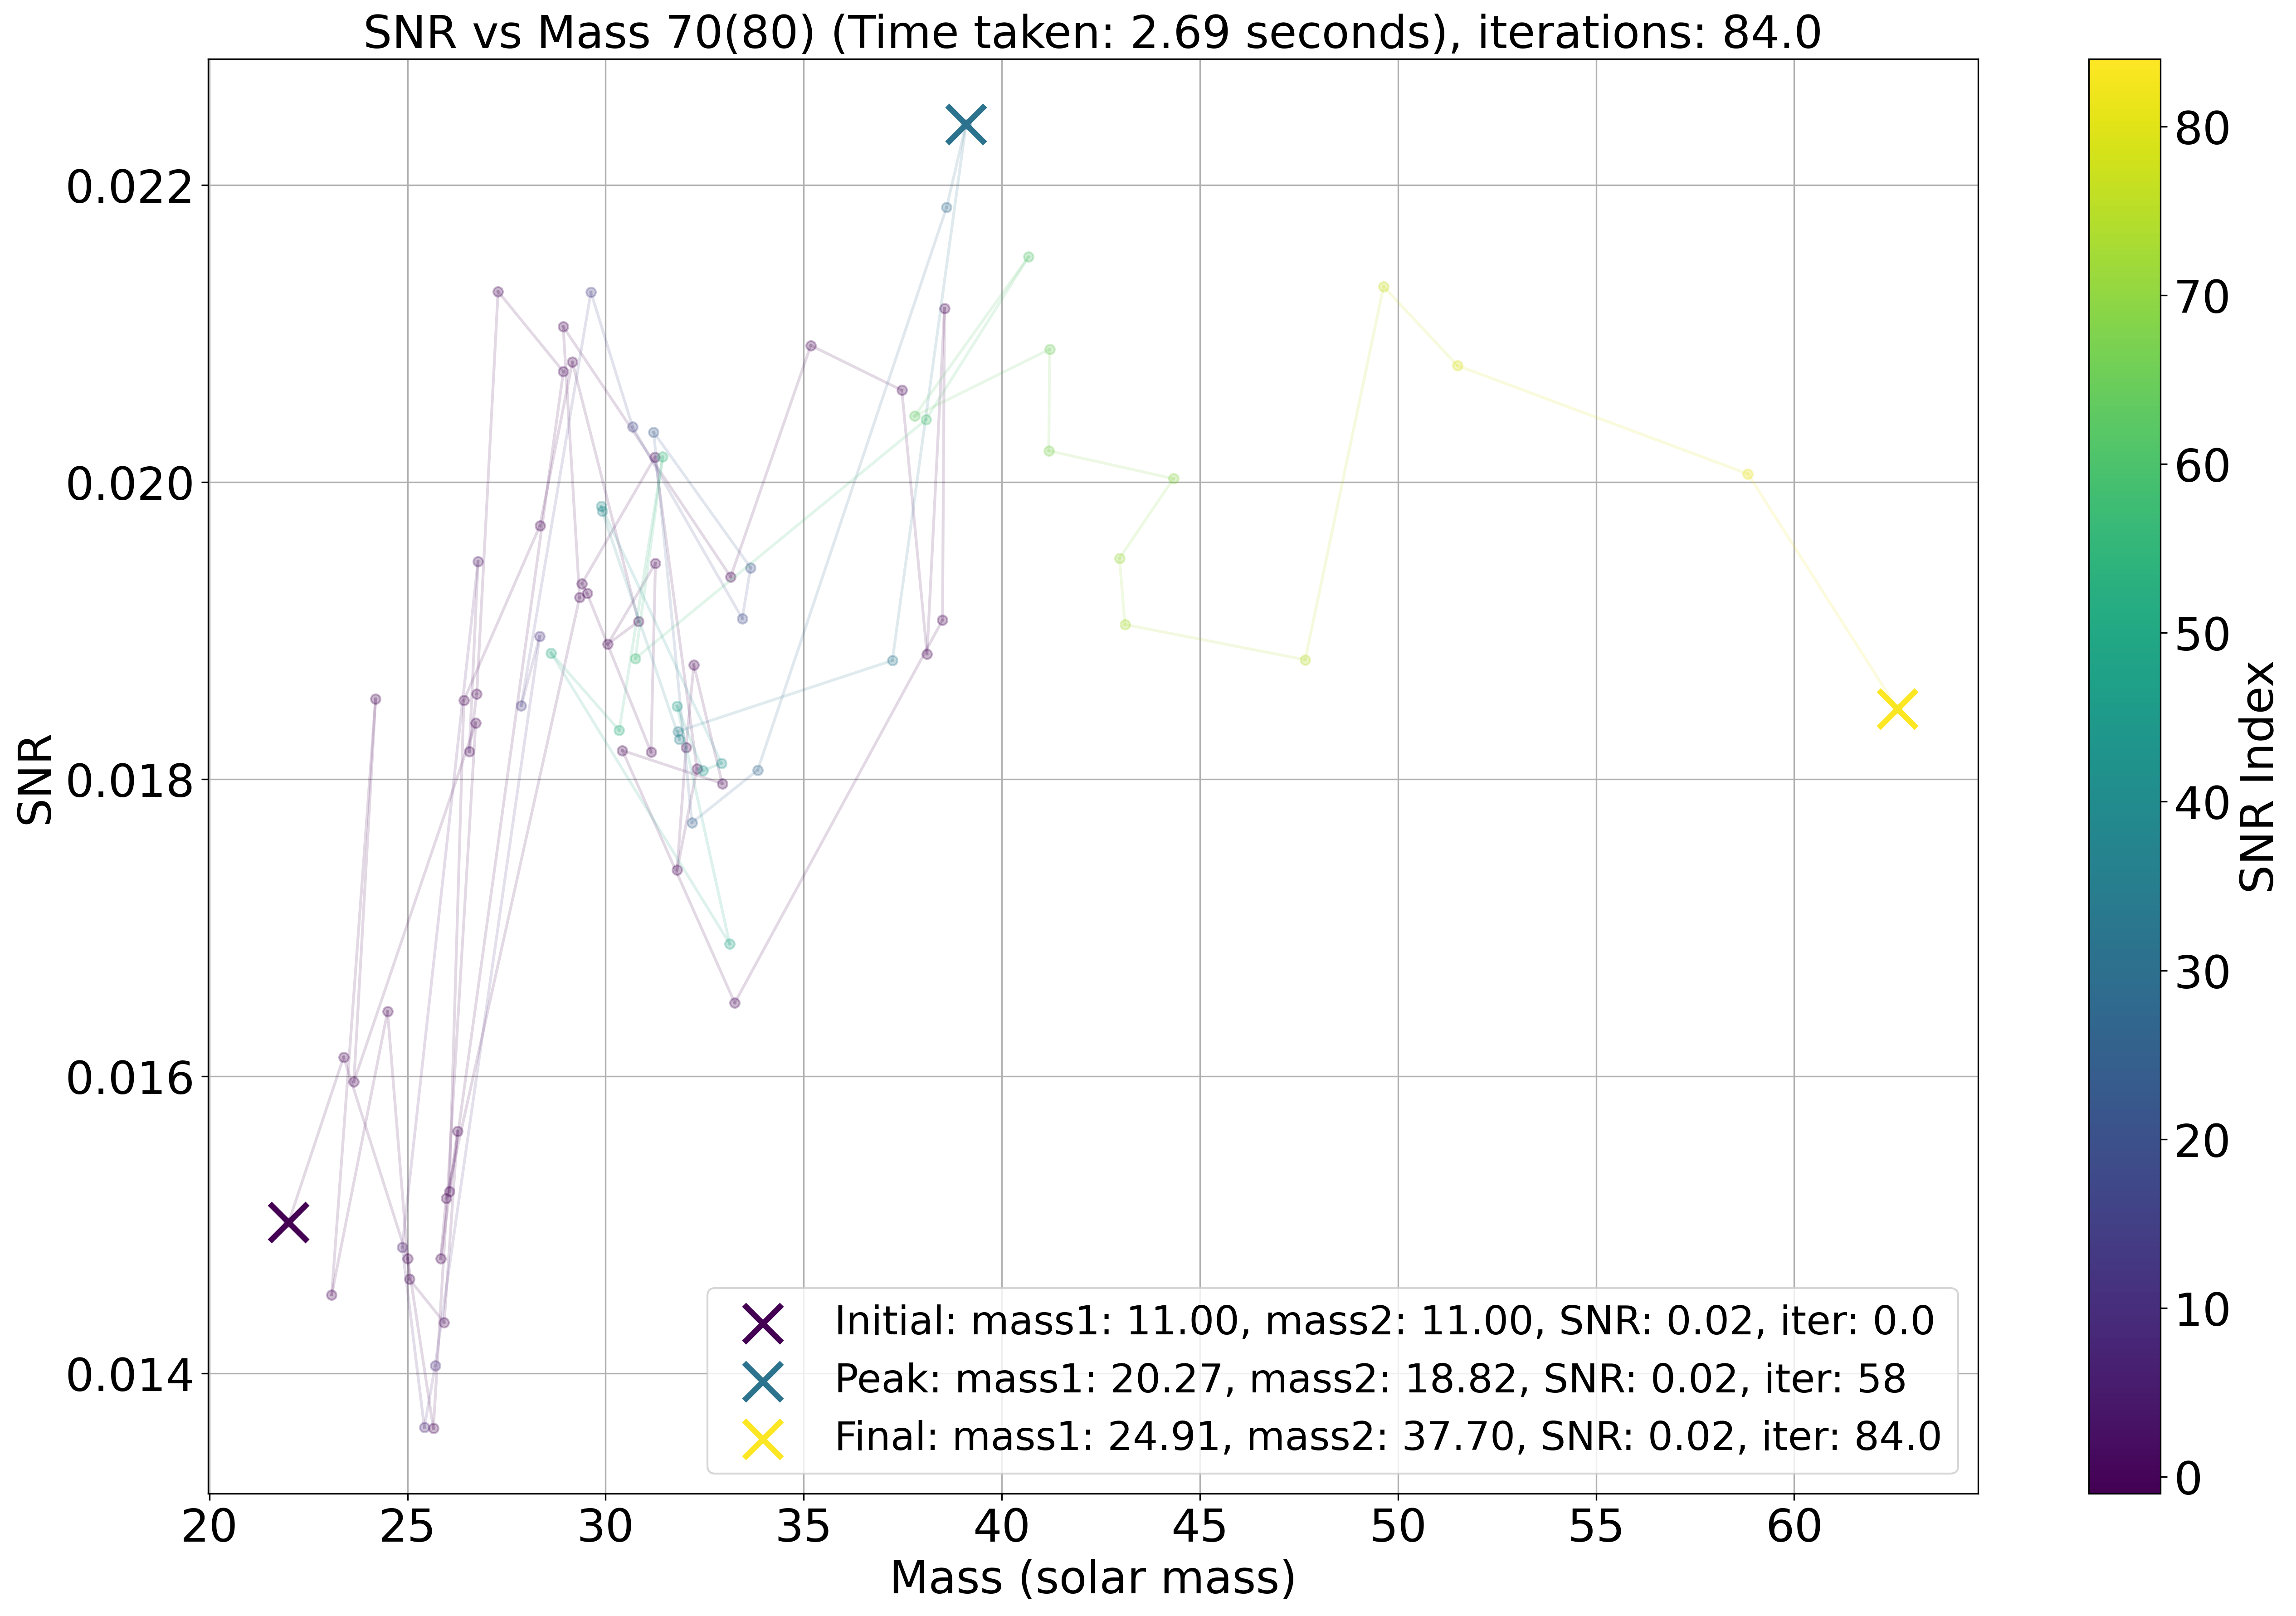 SNR vs Mass 70(80) (Time taken: 2.69 seconds), iterations: 84.0
SNR
0.022
0.020
0.018
0.016
0.014
20 25 30 35 40 45 50 55 60
Mass (solar mass)
Initial: mass1: 11.00, mass2: 11.00, SNR: 0.02, iter: 0.0
Peak: mass1: 20.27, mass2: 18.82, SNR: 0.02, iter: 58
Final: mass1: 24.91, mass2: 37.70, SNR: 0.02, iter: 84.0
80
70
60
50
40
30
20
10
0
SNR Index